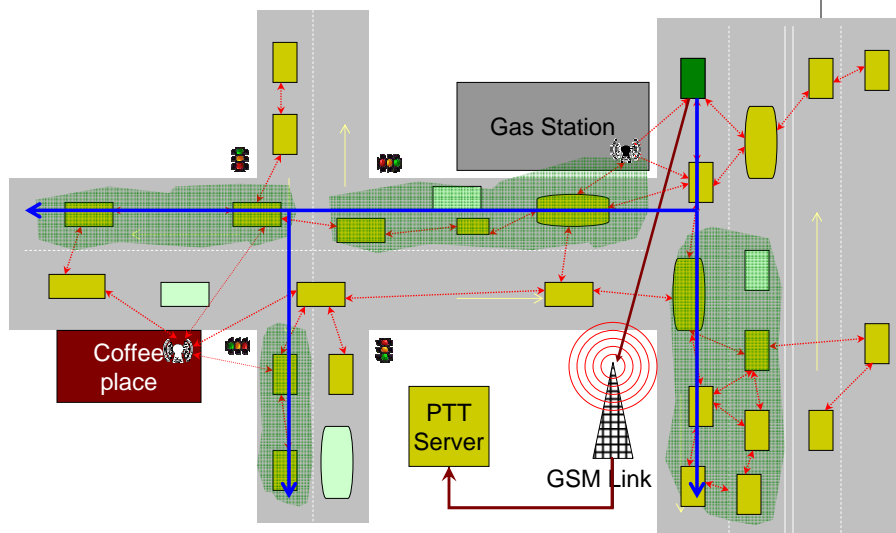 Gas Station
Coffee
place
PTT
Server
GSM Link